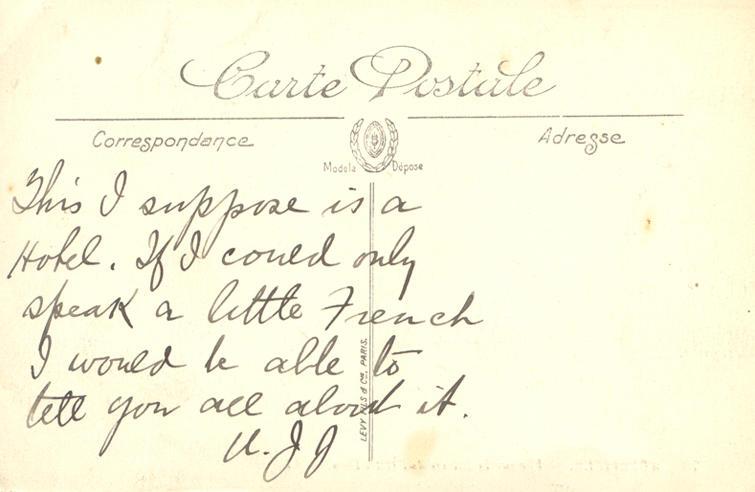 Carte Postale
Correspondance
Adresse
Modèle Déposé
This I suppose is a
Hotel. If I could only
speak a little French
I would be able to
tell you all about it.
LEVY FILS & Cie, PARIS.